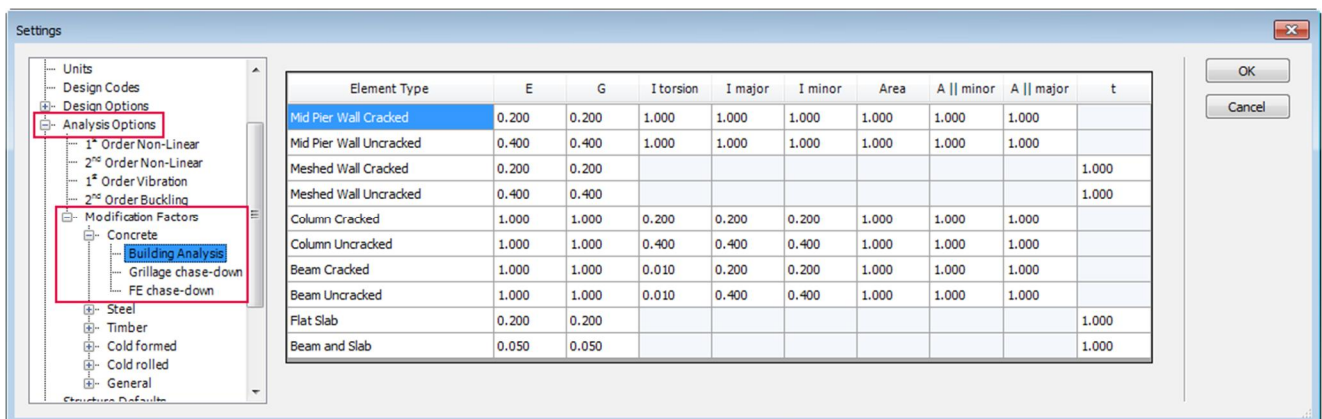 Settings
Units
Design Codes
Design Options
Analysis Options
1st Order Non-Linear
2nd Order Non-Linear
1st Order Vibration
2nd Order Buckling
Modification Factors
Concrete
Building Analysis
Grillage chase-down
FE chase-down
Steel
Timber
Cold formed
Cold rolled
General
Structure Defaults
Element Type E G I torsion I major I minor Area A || minor A || major t
Mid Pier Wall Cracked 0.200 0.200 1.000 1.000 1.000 1.000 1.000 1.000
Mid Pier Wall Uncracked 0.400 0.400 1.000 1.000 1.000 1.000 1.000 1.000
Meshed Wall Cracked 0.200 0.200 1.000
Meshed Wall Uncracked 0.400 0.400 1.000
Column Cracked 1.000 1.000 0.200 0.200 0.200 1.000 1.000 1.000
Column Uncracked 1.000 1.000 0.400 0.400 0.400 1.000 1.000 1.000
Beam Cracked 1.000 1.000 0.010 0.200 0.200 1.000 1.000 1.000
Beam Uncracked 1.000 1.000 0.010 0.400 0.400 1.000 1.000 1.000
Flat Slab 0.200 0.200 1.000
Beam and Slab 0.050 0.050 1.000
OK
Cancel